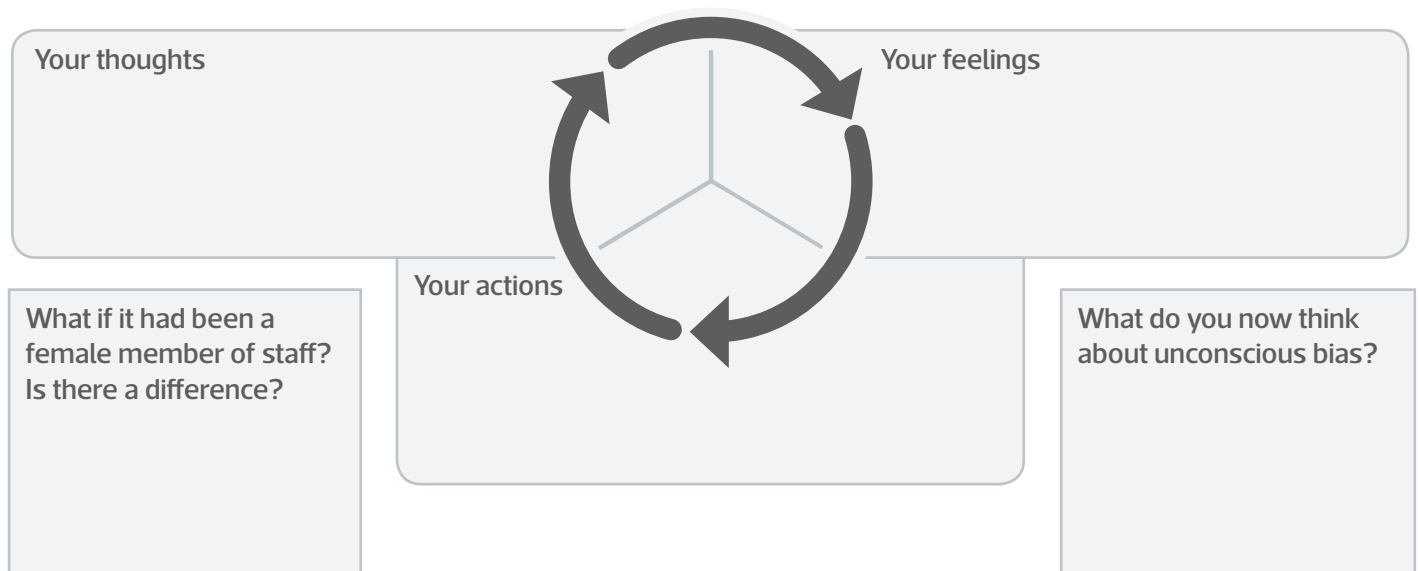 Your thoughts
Your feelings
Your actions
What if it had been a
female member of staff?
Is there a difference?
What do you now think
about unconscious bias?